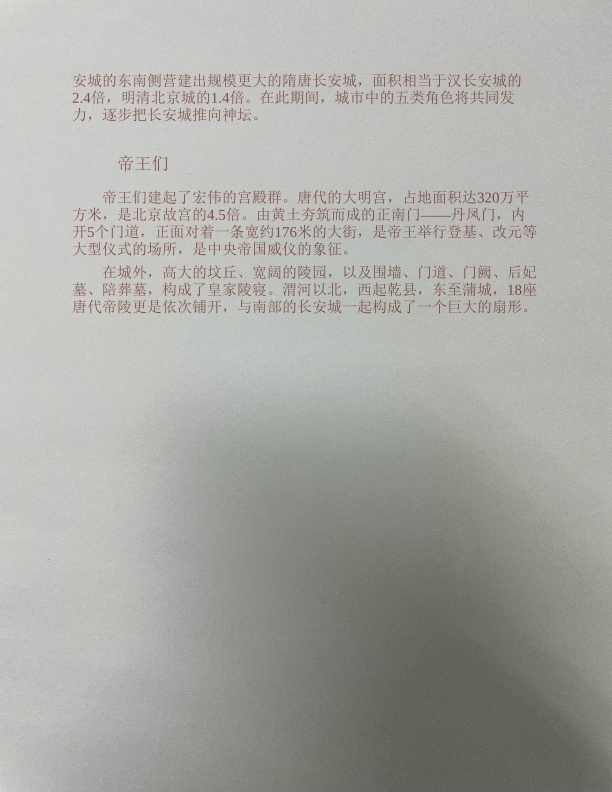 安城的东南侧营建出规模更大的隋唐长安城，面积相当于汉长安城的
2.4倍，明清北京城的1.4倍。在此期间，城市中的五类角色将共同发
力，逐步把长安城推向神坛。
帝王们
帝王们建起了宏伟的宫殿群。唐代的大明宫，占地面积达320万平
方米，是北京故宫的4.5倍。由黄土夯筑而成的正南门——丹凤门，内
开5个门道，正面对着一条宽约176米的大街，是帝王举行登基、改元等
大型仪式的场所，是中央帝国威仪的象征。
在城外，高大的坟丘、宽阔的陵园，以及围墙、门道、门阙、后妃
墓、陪葬墓，构成了皇家陵寝。渭河以北，西起乾县，东至蒲城，18座
唐代帝陵更是依次铺开，与南部的长安城一起构成了一个巨大的扇形。